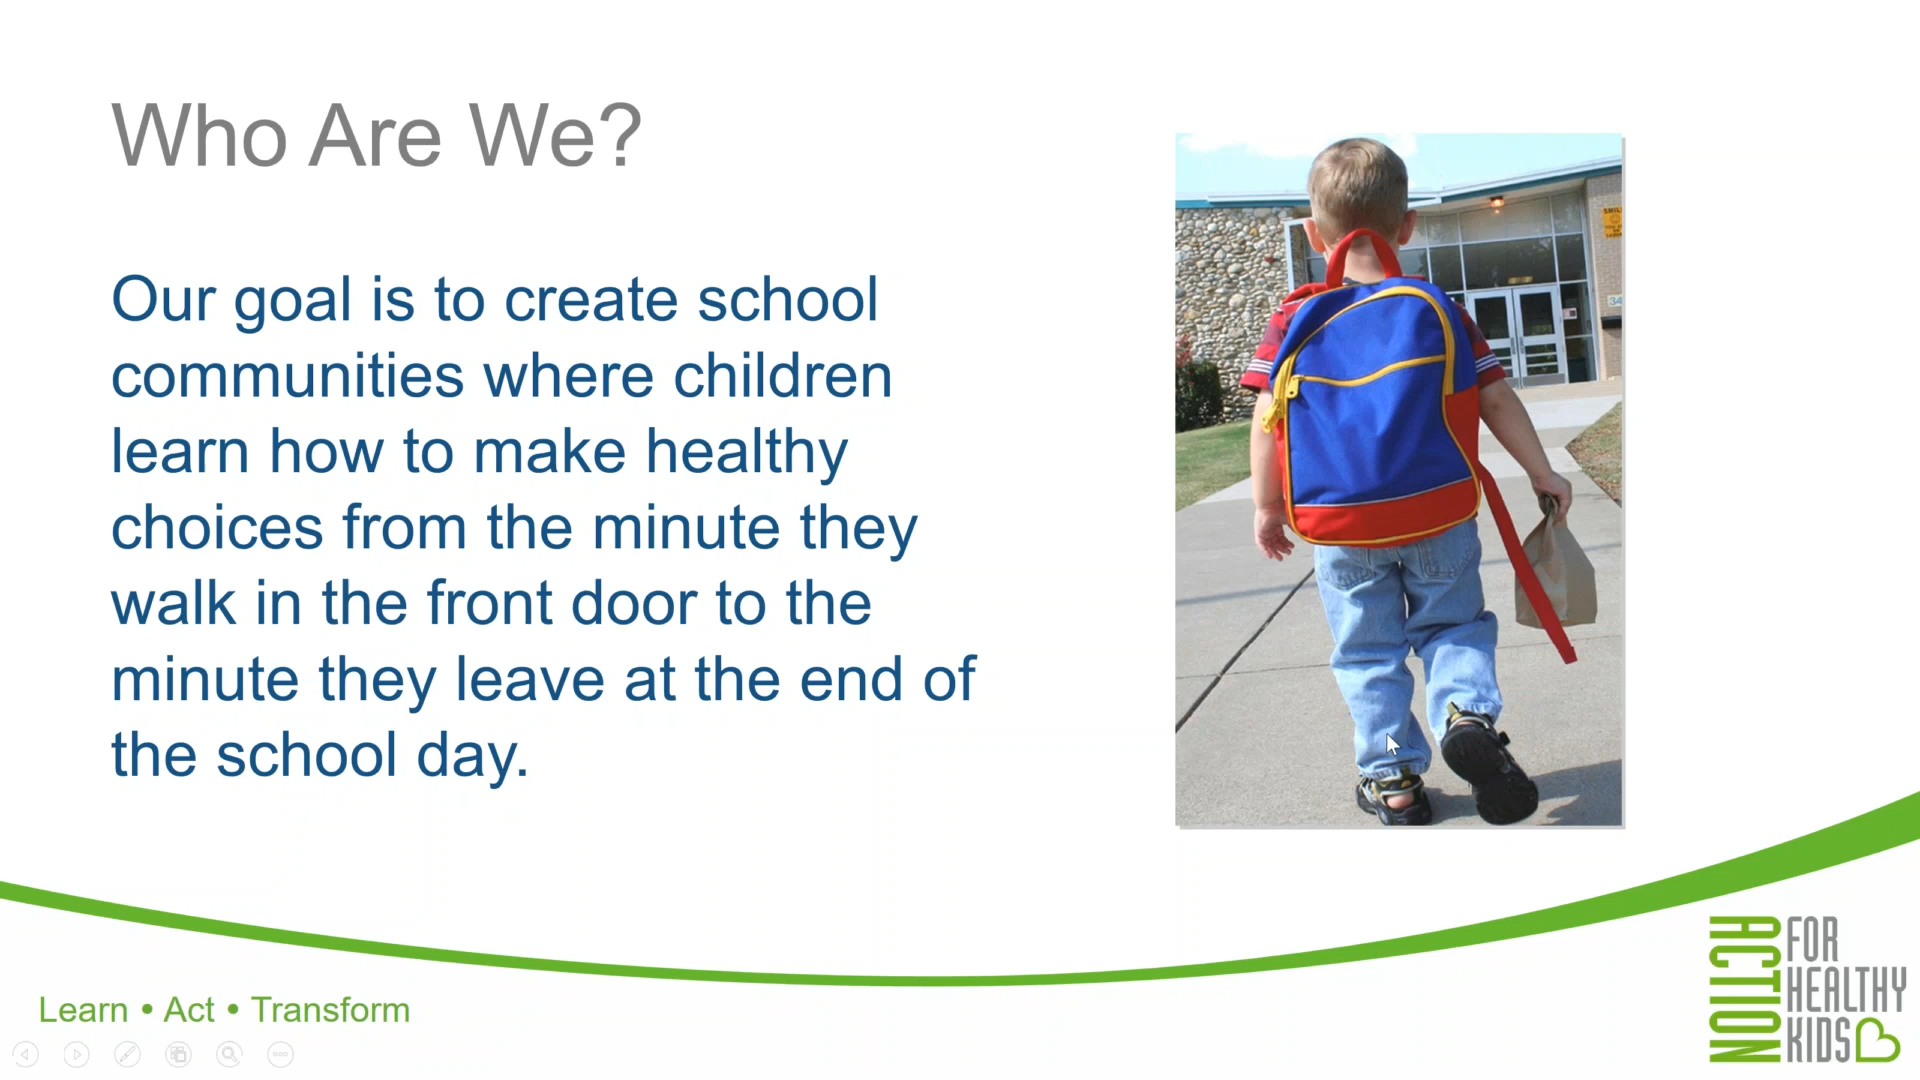 Who Are We?
Our goal is to create school
communities where children
learn how to make healthy
choices from the minute they
walk in the front door to the
minute they leave at the end of
the school day.
SMILE
34
Learn • Act • Transform
ACTION
FOR
HEALTHY
KIDS